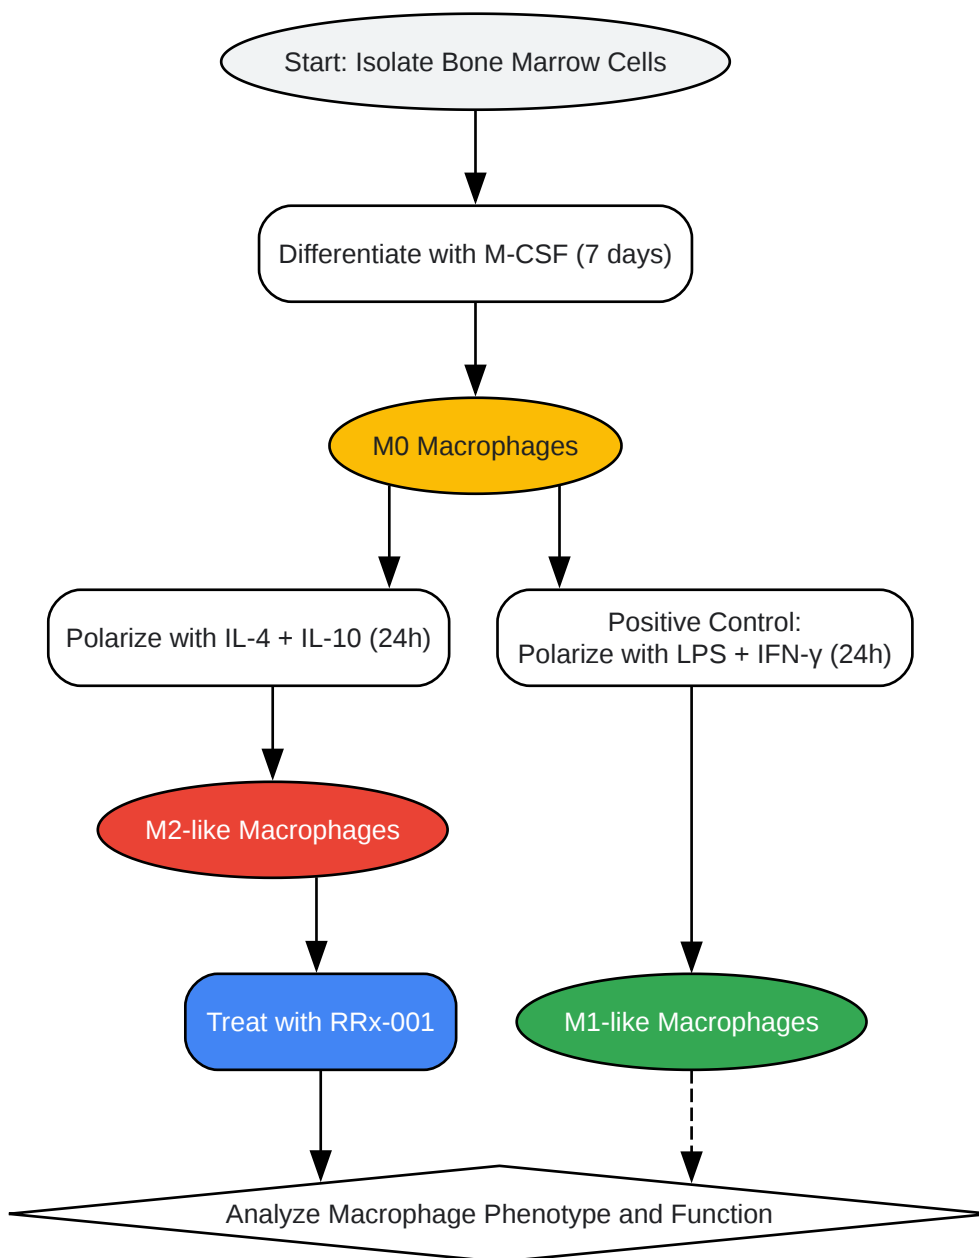 Start: Isolate Bone Marrow Cells
Differentiate with M-CSF (7 days)
M0 Macrophages
Polarize with IL-4 + IL-10 (24h)
Positive Control:
Polarize with LPS + IFN-γ (24h)
M2-like Macrophages
Treat with RRx-001
M1-like Macrophages
Analyze Macrophage Phenotype and Function